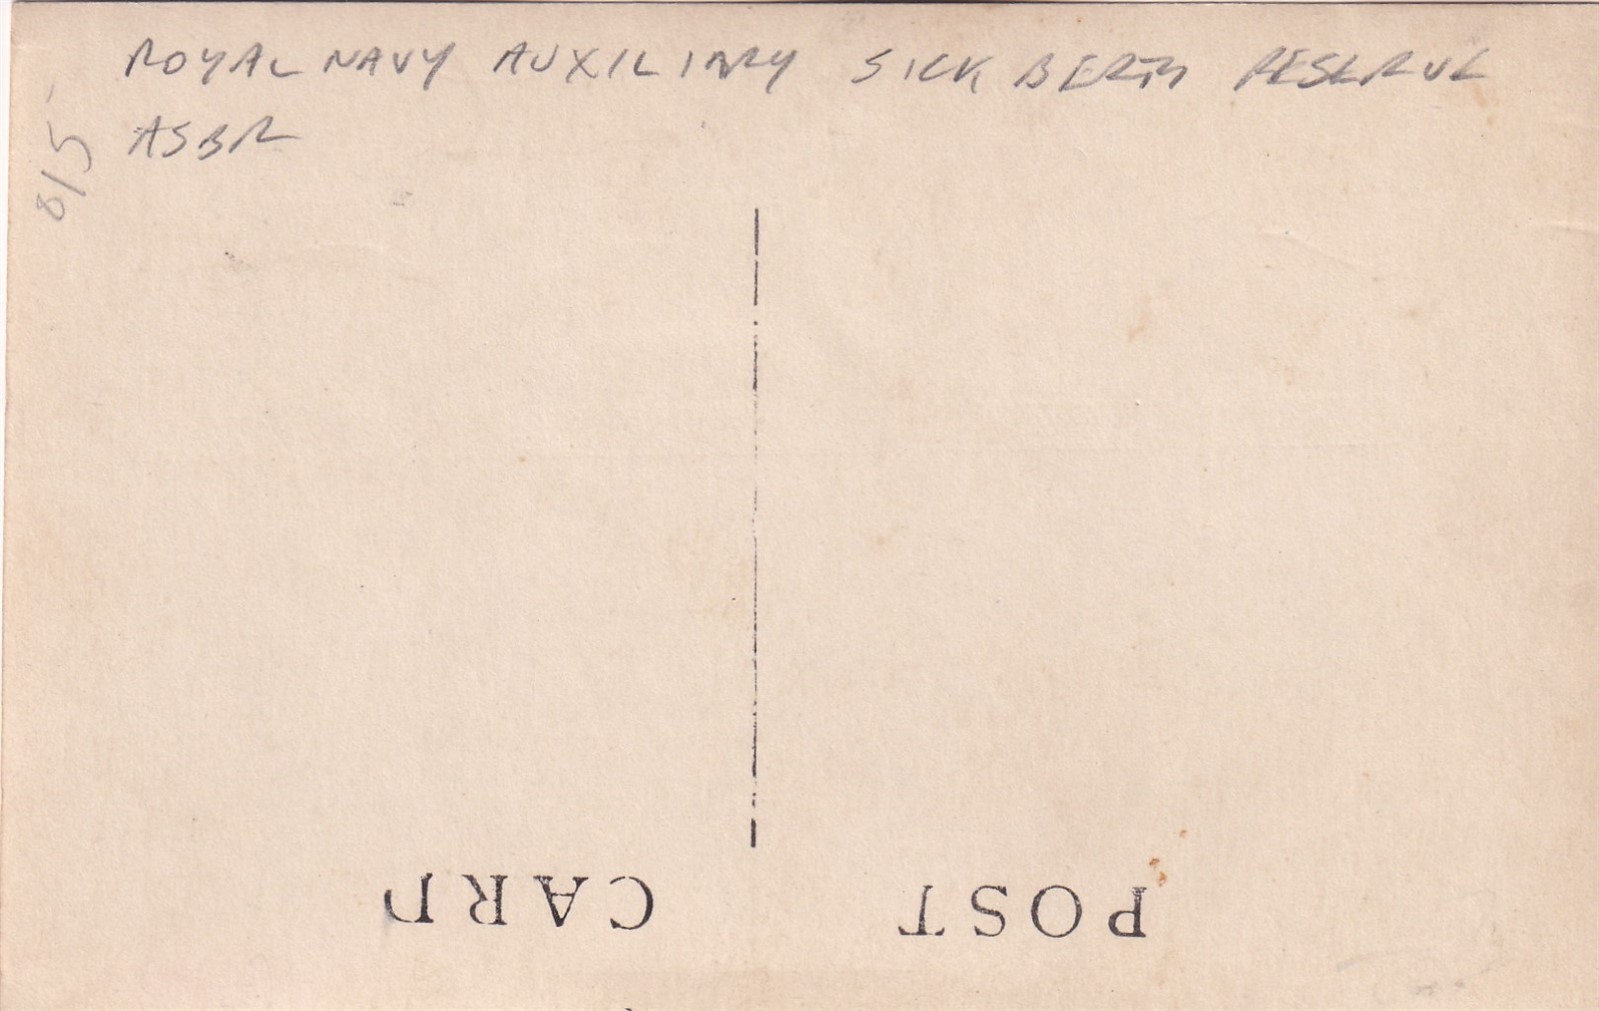 ROYAL NAVY AUXILIARY SICK BERTH RESERVE
ASBR
8/5
POST CARD